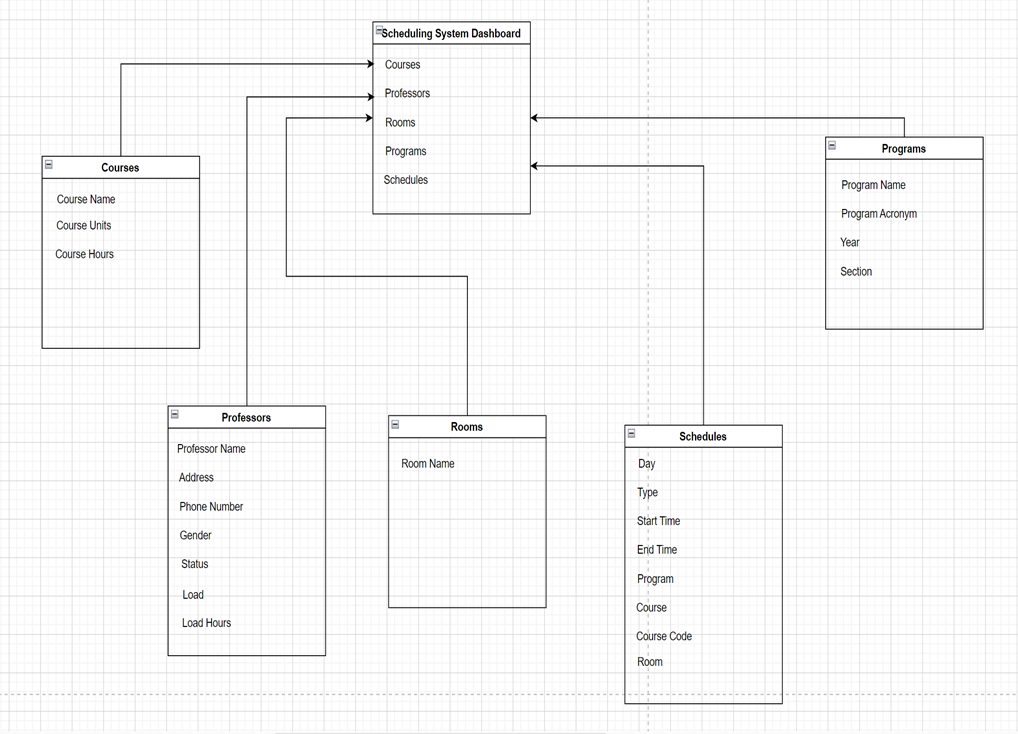 Scheduling System Dashboard
Courses
Professors
Rooms
Programs
Schedules
Courses
Course Name
Course Units
Course Hours
Programs
Program Name
Program Acronym
Year
Section
Professors
Professor Name
Address
Phone Number
Gender
Status
Load
Load Hours
Rooms
Room Name
Schedules
Day
Type
Start Time
End Time
Program
Course
Course Code
Room